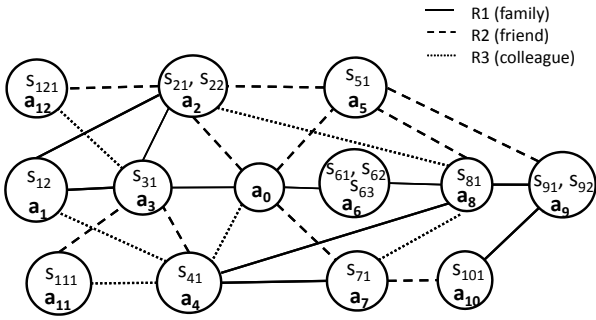 R1 (family)
R2 (friend)
R3 (colleague)
s121
a12
s21, s22
a2
s51
a5
s12
a1
s31
a3
a0
s61, s62
s63
a6
s81
a8
s91, s92
a9
s111
a11
s41
a4
s71
a7
s101
a10